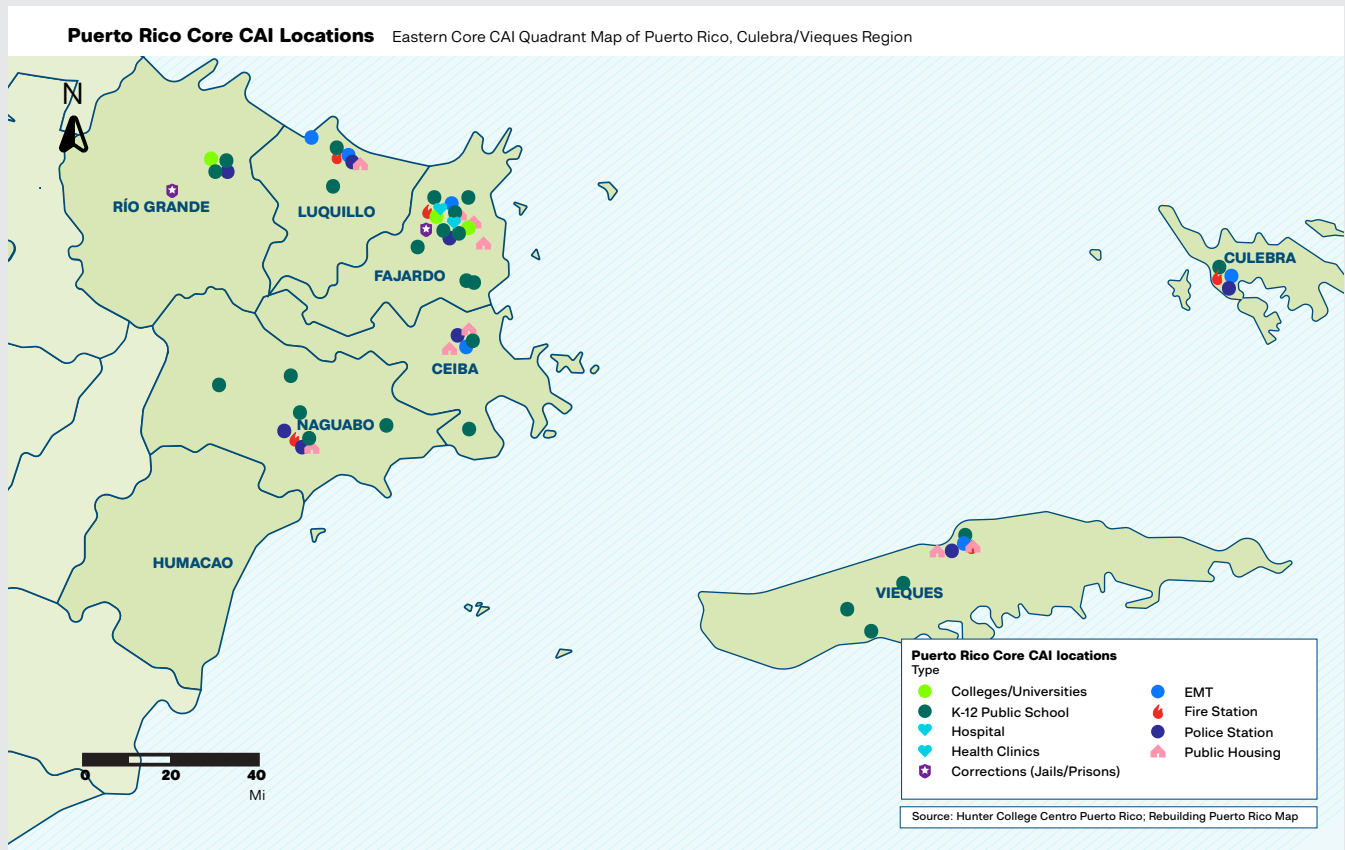 Puerto Rico Core CAI Locations Eastern Core CAI Quadrant Map of Puerto Rico, Culebra/Vieques Region
N
RÍO GRANDE
LUQUILLO
FAJARDO
CULEBRA
CEIBA
NAGUABO
HUMACAO
VIEQUES
Puerto Rico Core CAI locations
Type
Colleges/Universities
K-12 Public School
Hospital
Health Clinics
Corrections (Jails/Prisons)
EMT
Fire Station
Police Station
Public Housing
0 20 40
Mi
Source: Hunter College Centro Puerto Rico; Rebuilding Puerto Rico Map